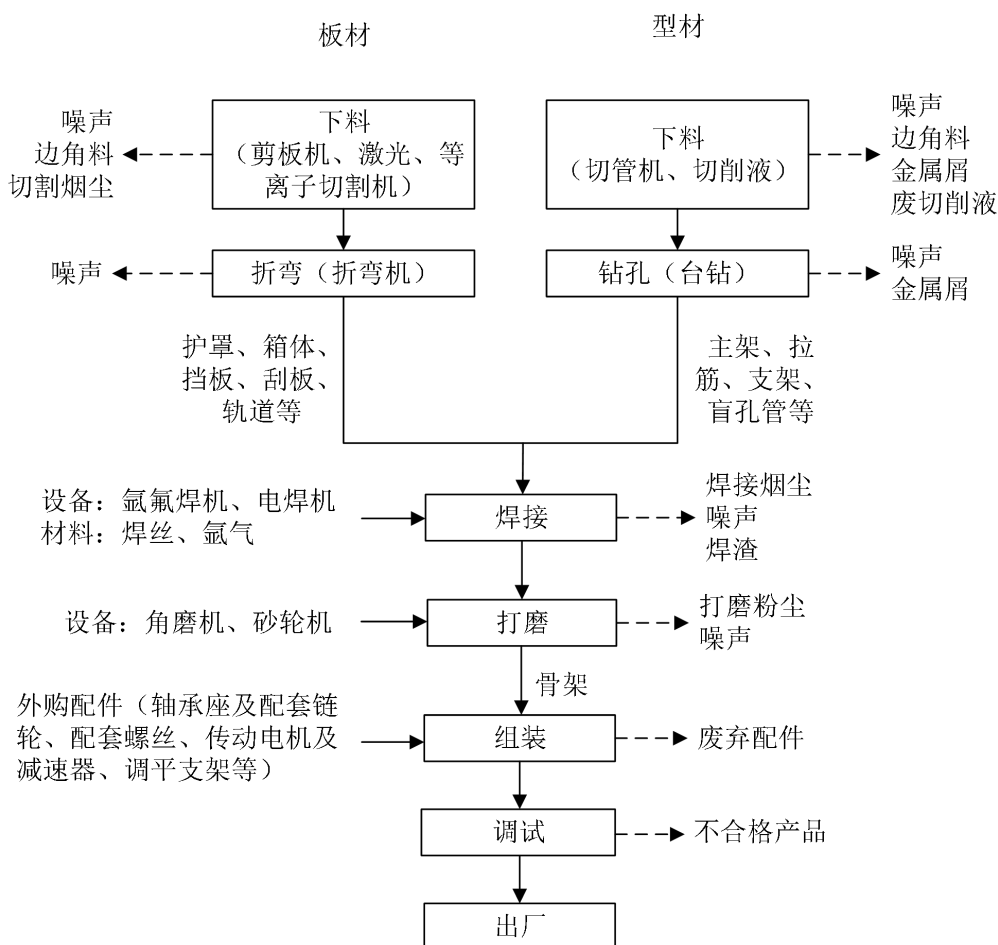 板材
型材
噪声
边角料
切割烟尘
下料
（剪板机、激光、等
离子切割机）
下料
（切管机、切削液）
噪声
边角料
金属屑
废切削液
噪声
折弯（折弯机）
钻孔（台钻）
噪声
金属屑
护罩、箱体、
挡板、刮板、
轨道等
主架、拉
筋、支架、
盲孔管等
设备：氩氟焊机、电焊机
材料：焊丝、氩气
焊接
焊接烟尘
噪声
焊渣
设备：角磨机、砂轮机
打磨
打磨粉尘
噪声
骨架
外购配件（轴承座及配套链
轮、配套螺丝、传动电机及
减速器、调平支架等）
组装
废弃配件
调试
不合格产品
出厂